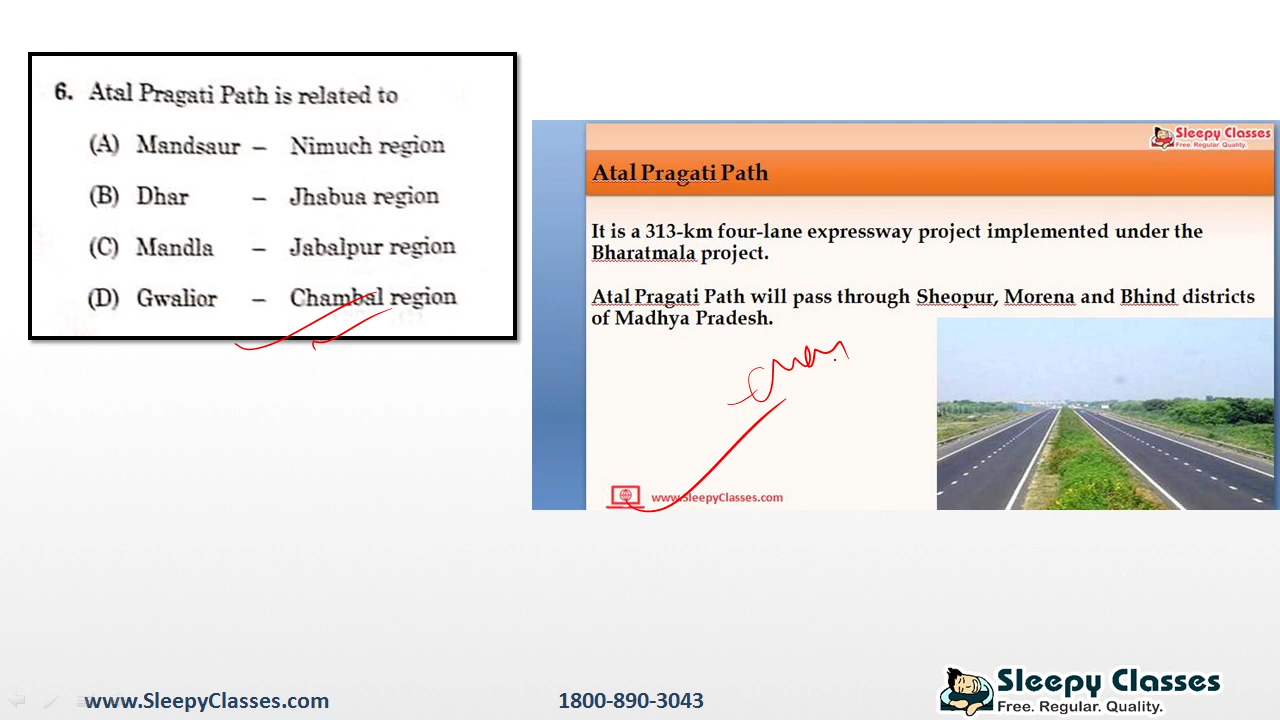 6. Atal Pragati Path is related to
(A) Mandsaur – Nimuch region
(B) Dhar – Jhabua region
(C) Mandla – Jabalpur region
(D) Gwalior – Chambal region
Sleepy Classes
Free. Regular. Quality.
Atal Pragati Path
It is a 313-km four-lane expressway project implemented under the
Bharatmala project.
Atal Pragati Path will pass through Sheopur, Morena and Bhind districts
of Madhya Pradesh.
www.SleepyClasses.com
www.SleepyClasses.com
1800-890-3043
Sleepy Classes
Free. Regular. Quality.